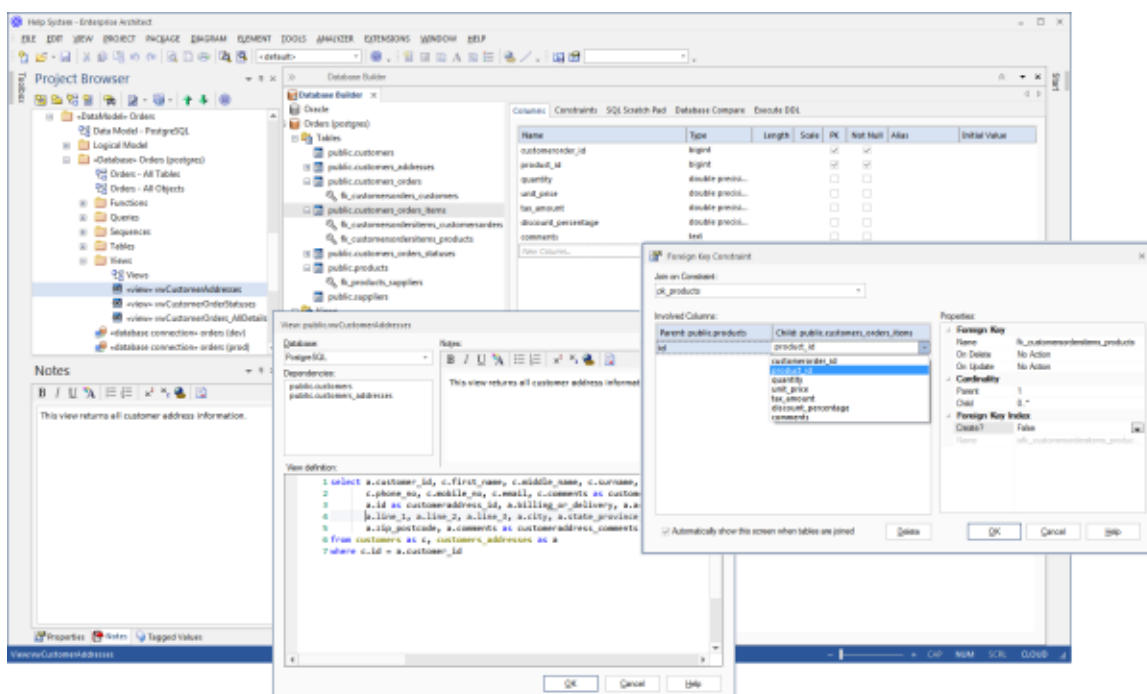 Help System - Enterprise Architect
FILE EDIT VIEW PROJECT PACKAGE DIAGRAM ELEMENT TOOLS ANALYZER EXTENSIONS WINDOW HELP
<default>
Toolbox
Project Browser
«DataModel» Orders
Data Model - PostgreSQL
Logical Model
«Database» Orders (postgres)
Orders - All Tables
Orders - All Objects
Functions
Queries
Sequences
Tables
Views
Views
«view» vwCustomerAddresses
«view» vwCustomerOrderStatuses
«view» vwCustomerOrders_AllDetails
«database connection» orders (dev)
«database connection» orders (prod)
Notes
This view returns all customer address information.
Properties Notes Tagged Values
View:vwCustomerAddresses
Database Builder
Start
Database Builder
Oracle
Orders (postgres)
Tables
public.customers
public.customers_addresses
public.customers_orders
fk_customersorders_customers
public.customers_orders_items
fk_customersordersitems_customersorders
fk_customersordersitems_products
public.customers_orders_statuses
public.products
fk_products_suppliers
public.suppliers
Columns Constraints SQL Scratch Pad Database Compare Execute DDL
Name Type Length Scale PK Not Null Alias Initial Value
customerorder_id bigint
product_id bigint
quantity double precisi...
unit_price double precisi...
tax_amount double precisi...
discount_percentage double precisi...
comments text
New Column...
View: public.vwCustomerAddresses
Database:
PostgreSQL
Dependencies:
public.customers
public.customers_addresses
Notes:
This view returns all customer address informat
View definition:
1 select a.customer_id, c.first_name, c.middle_name, c.surname,
2 c.phone_no, c.mobile_no, c.email, c.comments as custome
3 a.id as customeraddress_id, a.billing_or_delivery, a.a
4 a.line_1, a.line_2, a.line_3, a.city, a.state_province
5 a.zip_postcode, a.comments as customeraddress_comments
6 from customers as c, customers_addresses as a
7 where c.id = a.customer_id
OK Cancel Help
Foreign Key Constraint
Join on Constraint:
pk_products
Involved Columns:
Parent: public.products Child: public.customers_orders_items
id product_id
customerorder_id
product_id
quantity
unit_price
tax_amount
discount_percentage
comments
Properties:
Foreign Key
Name fk_customersordersitems_products
On Delete No Action
On Update No Action
Cardinality
Parent 1
Child 0..*
Foreign Key Index
Create? False
Name
Automatically show this screen when tables are joined
Delete OK Cancel Help
CAP NUM SCRL CLOUD